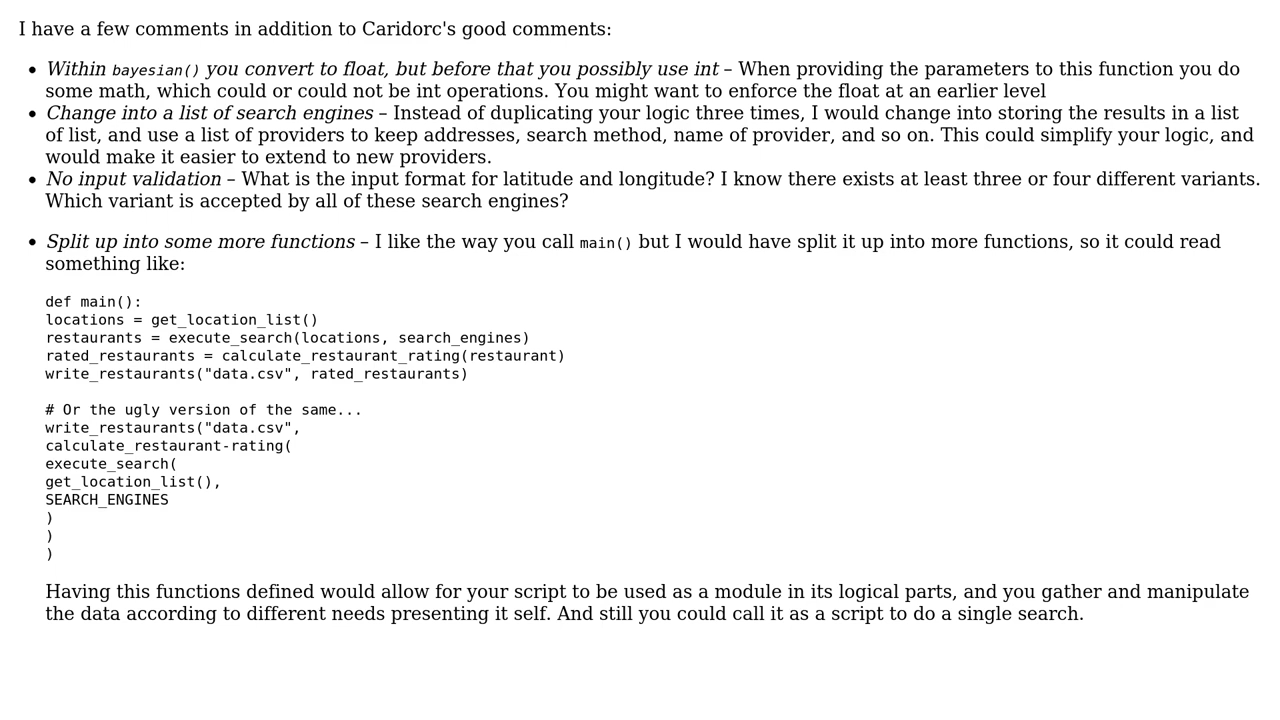 I have a few comments in addition to Caridorc's good comments:
• Within bayesian() you convert to float, but before that you possibly use int – When providing the parameters to this function you do
some math, which could or could not be int operations. You might want to enforce the float at an earlier level
• Change into a list of search engines – Instead of duplicating your logic three times, I would change into storing the results in a list
of list, and use a list of providers to keep addresses, search method, name of provider, and so on. This could simplify your logic, and
would make it easier to extend to new providers.
• No input validation – What is the input format for latitude and longitude? I know there exists at least three or four different variants.
Which variant is accepted by all of these search engines?
• Split up into some more functions – I like the way you call main() but I would have split it up into more functions, so it could read
something like:
def main():
locations = get_location_list()
restaurants = execute_search(locations, search_engines)
rated_restaurants = calculate_restaurant_rating(restaurant)
write_restaurants("data.csv", rated_restaurants)
# Or the ugly version of the same...
write_restaurants("data.csv",
calculate_restaurant-rating(
execute_search(
get_location_list(),
SEARCH_ENGINES
)
)
)
Having this functions defined would allow for your script to be used as a module in its logical parts, and you gather and manipulate
the data according to different needs presenting it self. And still you could call it as a script to do a single search.